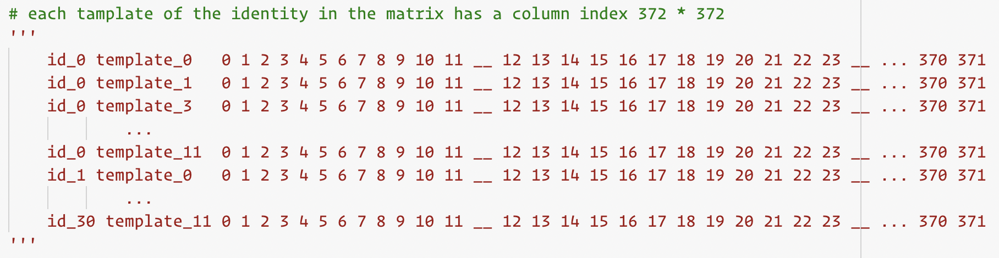 # each tamplate of the identity in the matrix has a column index 372 * 372
'''
id_0 template_0 0 1 2 3 4 5 6 7 8 9 10 11 __ 12 13 14 15 16 17 18 19 20 21 22 23 __ ... 370 371
id_0 template_1 0 1 2 3 4 5 6 7 8 9 10 11 __ 12 13 14 15 16 17 18 19 20 21 22 23 __ ... 370 371
id_0 template_3 0 1 2 3 4 5 6 7 8 9 10 11 __ 12 13 14 15 16 17 18 19 20 21 22 23 __ ... 370 371
...
id_0 template_11 0 1 2 3 4 5 6 7 8 9 10 11 __ 12 13 14 15 16 17 18 19 20 21 22 23 __ ... 370 371
id_1 template_0 0 1 2 3 4 5 6 7 8 9 10 11 __ 12 13 14 15 16 17 18 19 20 21 22 23 __ ... 370 371
...
id_30 template_11 0 1 2 3 4 5 6 7 8 9 10 11 __ 12 13 14 15 16 17 18 19 20 21 22 23 __ ... 370 371
'''